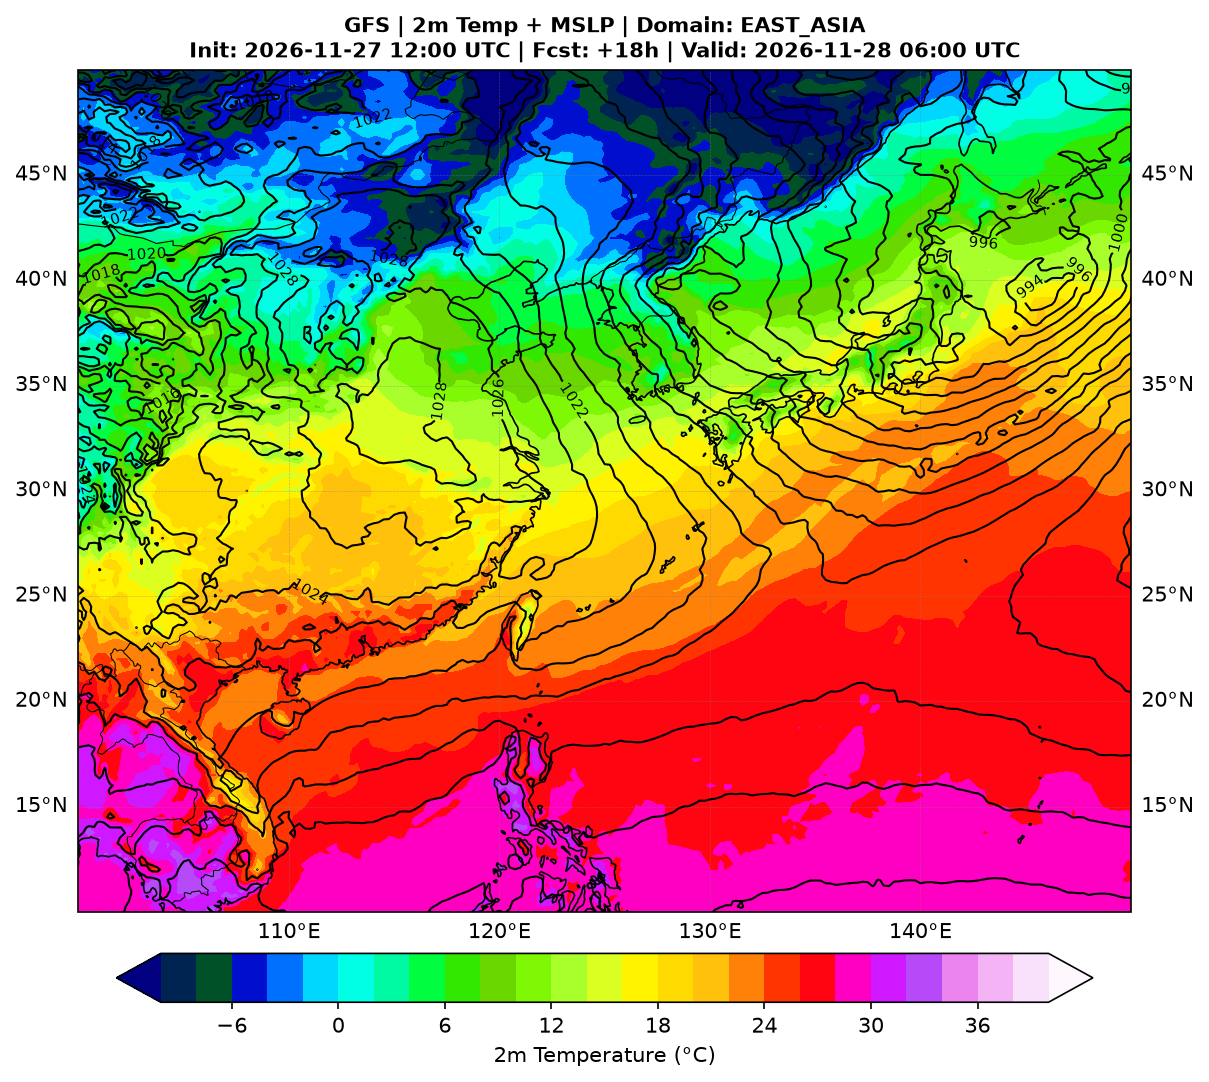 GFS | 2m Temp + MSLP | Domain: EAST_ASIA
Init: 2026-11-27 12:00 UTC | Fcst: +18h | Valid: 2026-11-28 06:00 UTC
1022
45°N 45°N
1022
1000
996
1020
1028
1028
996
1018
40°N 40°N
994
35°N 35°N
1028
1026
1022
1019
30°N 30°N
1024
25°N 25°N
20°N 20°N
15°N 15°N
110°E 120°E 130°E 140°E
−6 0 6 12 18 24 30 36
2m Temperature (°C)